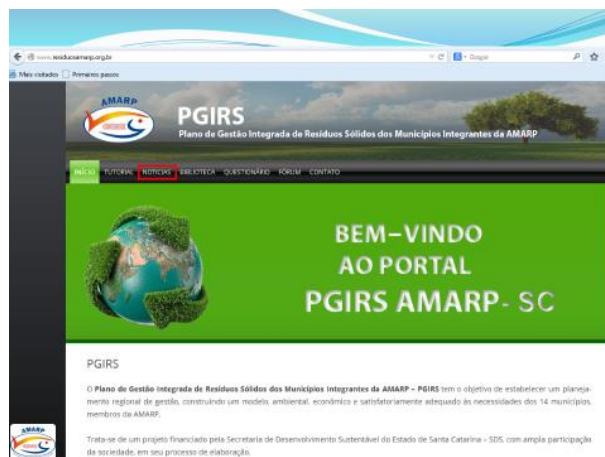 www.residuosamarp.org.br
Google
Mais visitados Primeiros passos
AMARP
PGIRS
Plano de Gestão Integrada de Resíduos Sólidos dos Municípios Integrantes da AMARP
INÍCIO TUTORIAL NOTÍCIAS BIBLIOTECA QUESTIONÁRIO FÓRUM CONTATO
BEM-VINDO
AO PORTAL
PGIRS AMARP- SC
PGIRS
O Plano de Gestão Integrada de Resíduos Sólidos dos Municípios Integrantes da AMARP – PGIRS tem o objetivo de estabelecer um planeja-
mento regional de gestão, construindo um modelo, ambiental, econômico e satisfatoriamente adequado às necessidades dos 14 municípios,
membros da AMARP.
Trata-se de um projeto financiado pela Secretaria de Desenvolvimento Sustentável do Estado de Santa Catarina – SDS, com ampla participação
da sociedade, em seu processo de elaboração.
AMARP